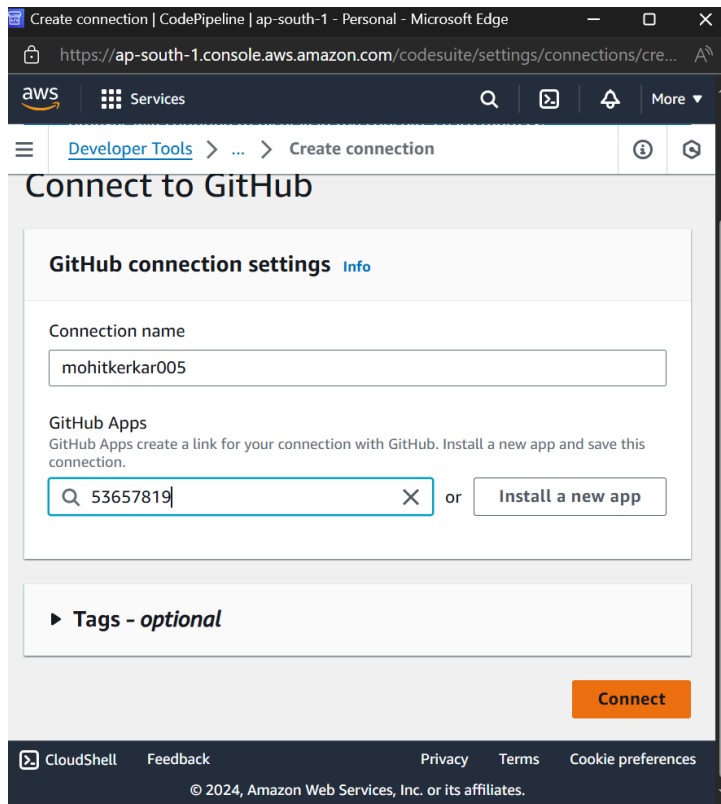 Create connection | CodePipeline | ap-south-1 - Personal - Microsoft Edge
https://ap-south-1.console.aws.amazon.com/codesuite/settings/connections/cre...
aws Services More
Developer Tools > ... > Create connection
Connect to GitHub
GitHub connection settings Info
Connection name
mohitkerkar005
GitHub Apps
GitHub Apps create a link for your connection with GitHub. Install a new app and save this
connection.
53657819 or Install a new app
Tags - optional
Connect
CloudShell Feedback Privacy Terms Cookie preferences
© 2024, Amazon Web Services, Inc. or its affiliates.